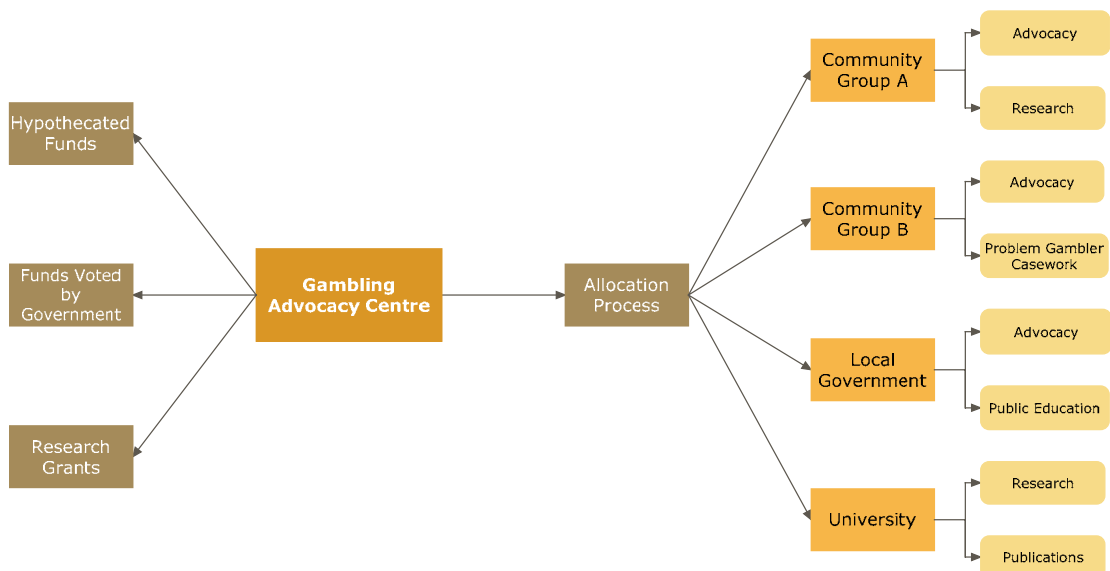 Hypothecated
Funds
Funds Voted
by
Government
Research
Grants
Gambling
Advocacy Centre
Allocation
Process
Community
Group A
Advocacy
Research
Community
Group B
Advocacy
Problem Gambler
Casework
Local
Government
Advocacy
Public Education
University
Research
Publications